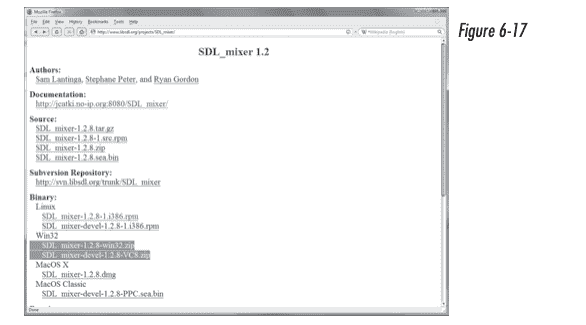 Mozilla Firefox
File Edit View History Bookmarks Tools Help
http://www.libsdl.org/projects/SDL_mixer/
Wikipedia (English)
SDL_mixer 1.2
Authors:
Sam Lantinga, Stephane Peter, and Ryan Gordon
Documentation:
http://jcatki.no-ip.org:8080/SDL_mixer/
Source:
SDL_mixer-1.2.8.tar.gz
SDL_mixer-1.2.8-1.src.rpm
SDL_mixer-1.2.8.zip
SDL_mixer-1.2.8.sea.bin
Subversion Repository:
http://svn.libsdl.org/trunk/SDL_mixer
Binary:
Linux
SDL_mixer-1.2.8-1.i386.rpm
SDL_mixer-devel-1.2.8-1.i386.rpm
Win32
SDL_mixer-1.2.8-win32.zip
SDL_mixer-devel-1.2.8-VC8.zip
MacOS X
SDL_mixer-1.2.8.dmg
MacOS Classic
SDL_mixer-devel-1.2.8-PPC.sea.bin
Done
Figure 6-17